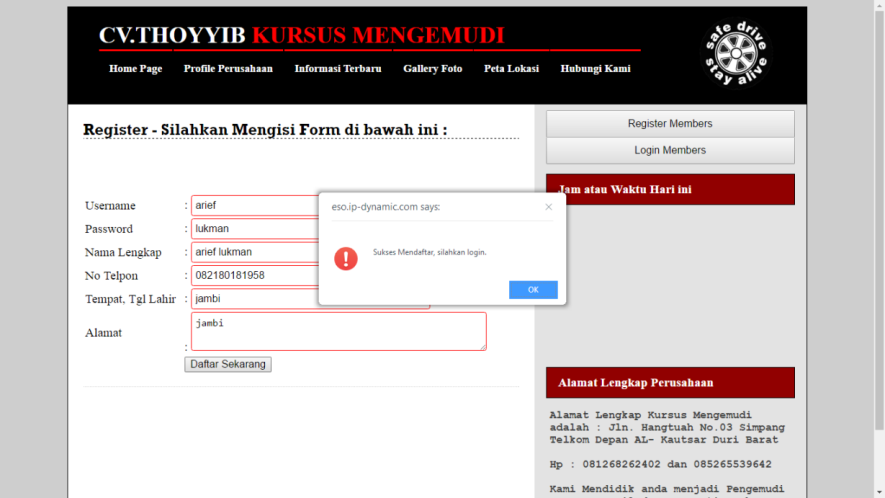 CV.THOYYIB KURSUS MENGEMUDI
safe drive
stay alive
Home Page Profile Perusahaan Informasi Terbaru Gallery Foto Peta Lokasi Hubungi Kami
Register - Silahkan Mengisi Form di bawah ini :
Username : arief
Password : lukman
Nama Lengkap : arief lukman
No Telpon : 082180181958
Tempat, Tgl Lahir : jambi
Alamat : jambi
Daftar Sekarang
eso.ip-dynamic.com says: ×
Sukses Mendaftar, silahkan login.
OK
Register Members
Login Members
Jam atau Waktu Hari ini
Alamat Lengkap Perusahaan
Alamat Lengkap Kursus Mengemudi
adalah : Jln. Hangtuah No.03 Simpang
Telkom Depan AL- Kautsar Duri Barat
Hp : 081268262402 dan 085265539642
Kami Mendidik anda menjadi Pengemudi